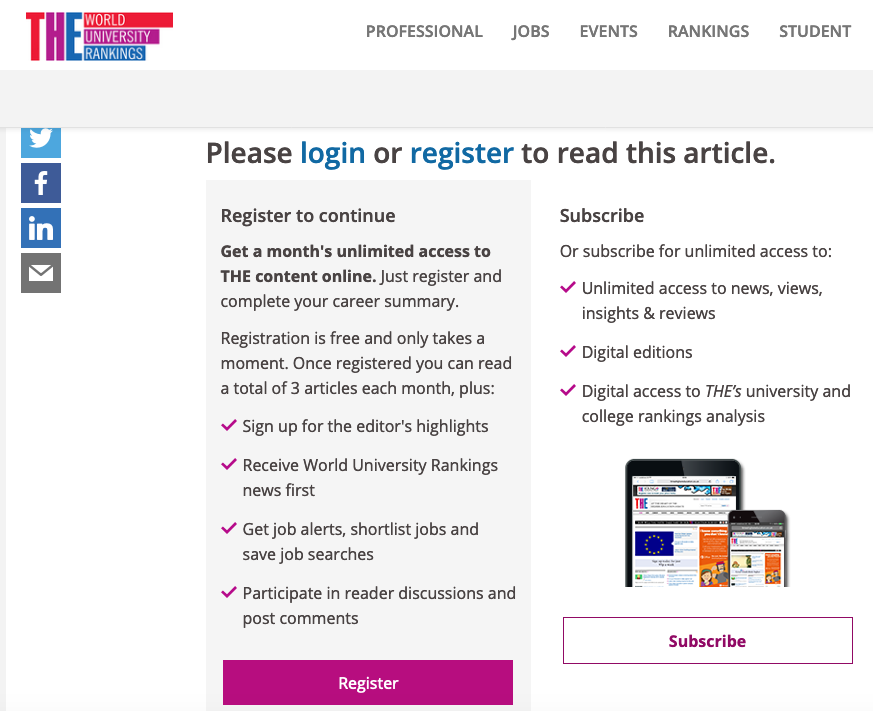 THE WORLD
UNIVERSITY
RANKINGS
PROFESSIONAL JOBS EVENTS RANKINGS STUDENT
Please login or register to read this article.
Register to continue
Get a month's unlimited access to
THE content online. Just register and
complete your career summary.
Registration is free and only takes a
moment. Once registered you can read
a total of 3 articles each month, plus:
Sign up for the editor's highlights
Receive World University Rankings
news first
Get job alerts, shortlist jobs and
save job searches
Participate in reader discussions and
post comments
Register
Subscribe
Or subscribe for unlimited access to:
Unlimited access to news, views,
insights & reviews
Digital editions
Digital access to THE's university and
college rankings analysis
THE
THE
Subscribe